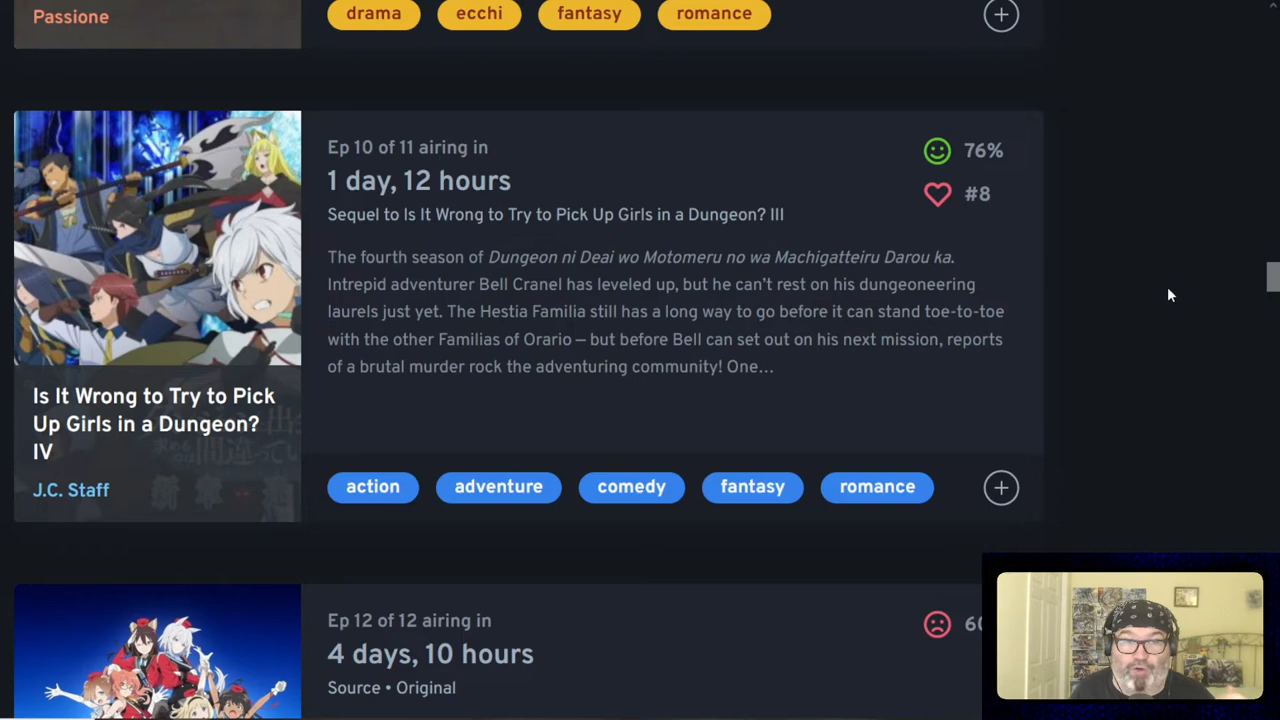 Passione
drama ecchi fantasy romance
Ep 10 of 11 airing in
76%
1 day, 12 hours
#8
Sequel to Is It Wrong to Try to Pick Up Girls in a Dungeon? III
The fourth season of Dungeon ni Deai wo Motomeru no wa Machigatteiru Darou ka.
Intrepid adventurer Bell Cranel has leveled up, but he can't rest on his dungeoneering
laurels just yet. The Hestia Familia still has a long way to go before it can stand toe-to-toe
with the other Familias of Orario – but before Bell can set out on his next mission, reports
of a brutal murder rock the adventuring community! One…
Is It Wrong to Try to Pick
Up Girls in a Dungeon?
IV
J.C. Staff
action adventure comedy fantasy romance
Ep 12 of 12 airing in
4 days, 10 hours
Source • Original